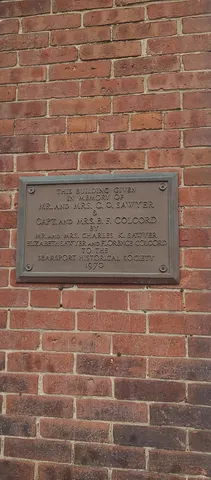 THIS BUILDING GIVEN
IN MEMORY OF
MR. AND MRS. C. O. SAWYER
&
CAPT. AND MRS. B. F. COLCORD
BY
MR. AND MRS. CHARLES K. SAWYER
ELIZABETH SAWYER AND FLORENCE COLCORD
TO THE
SEARSPORT HISTORICAL SOCIETY
1970